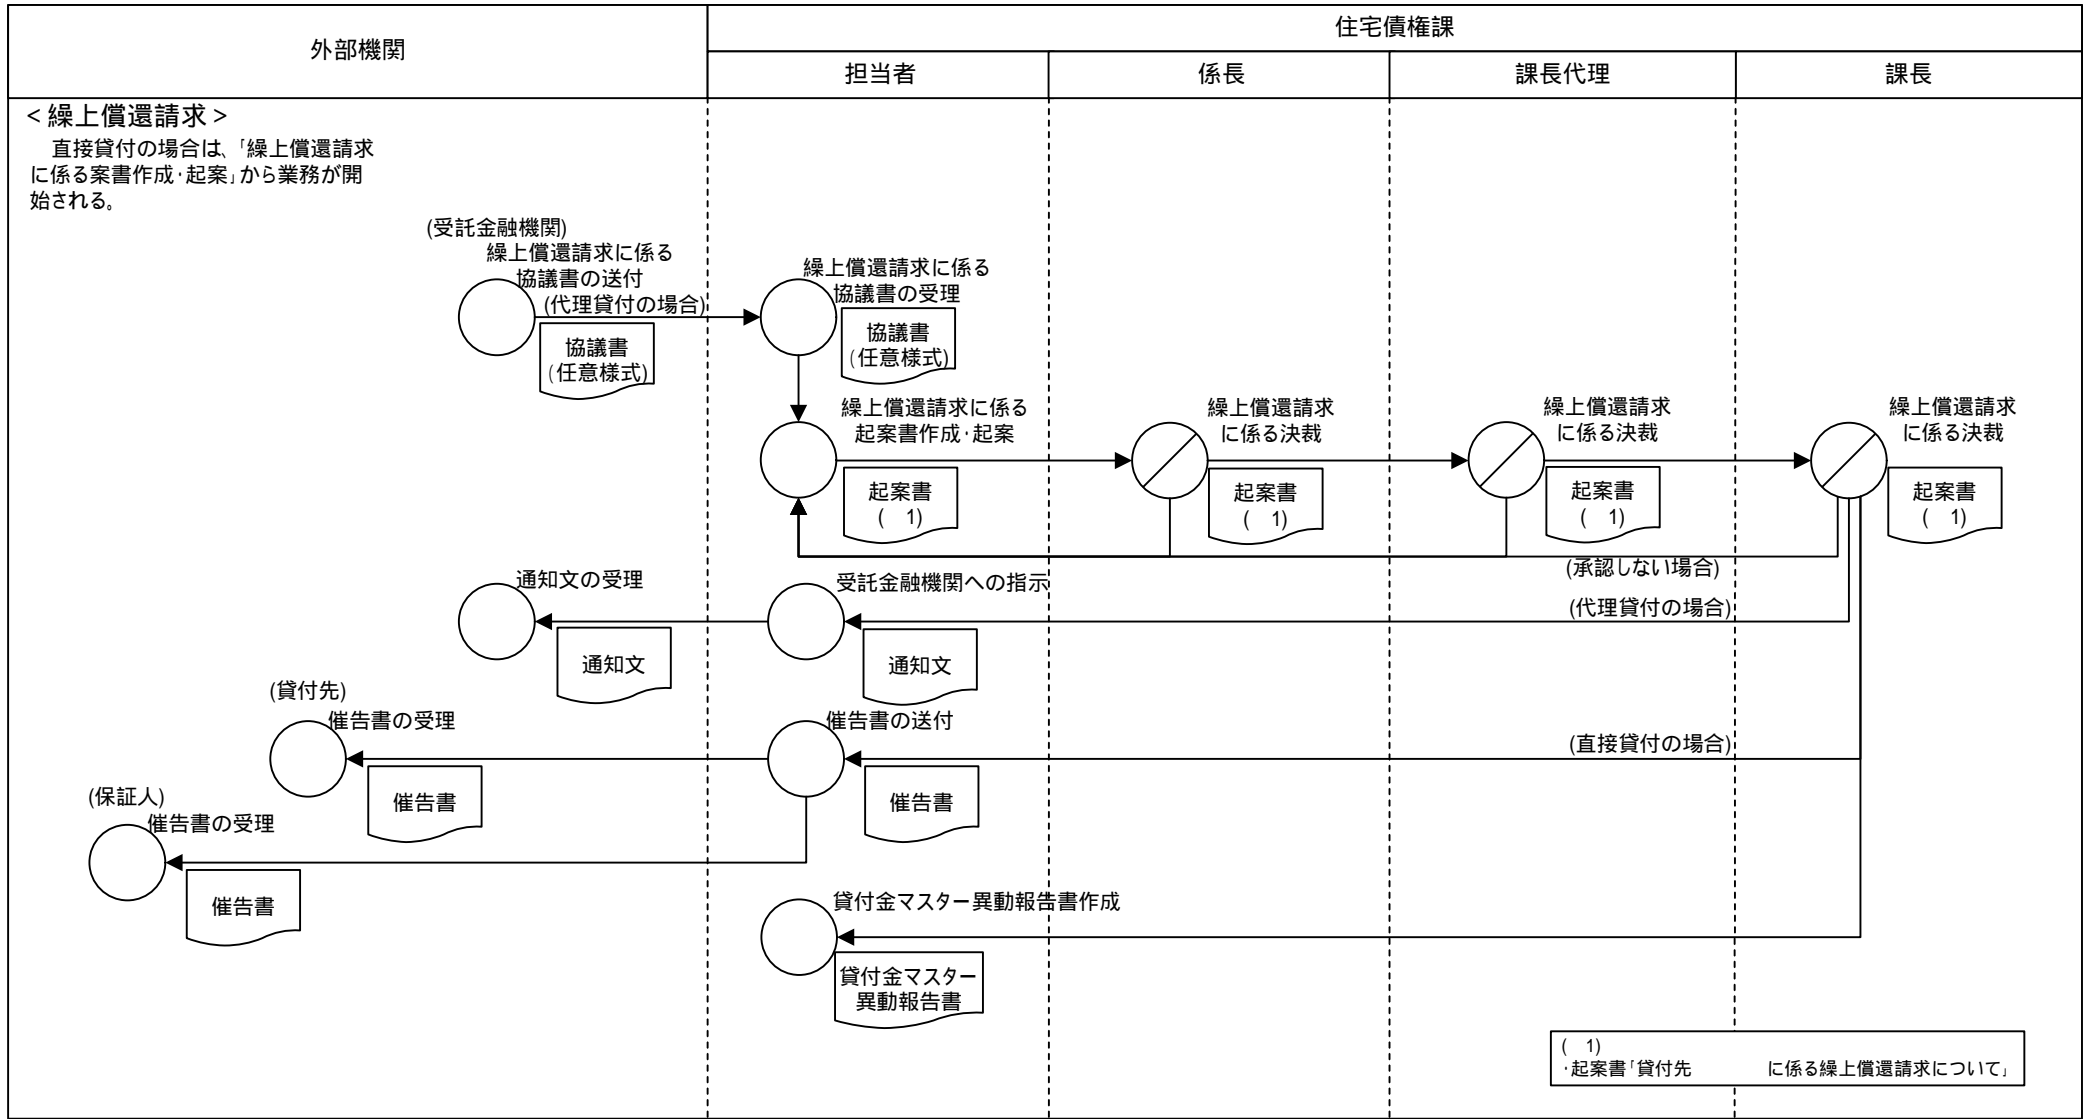 外部機関
住宅債権課
担当者
係長
課長代理
課長
<繰上償還請求>
直接貸付の場合は、「繰上償還請求
に係る案書作成・起案」から業務が開
始される。
(受託金融機関)
繰上償還請求に係る
協議書の送付
(代理貸付の場合)
協議書
(任意様式)
繰上償還請求に係る
協議書の受理
協議書
(任意様式)
繰上償還請求に係る
起案書作成・起案
起案書
( 1)
繰上償還請求
に係る決裁
起案書
( 1)
繰上償還請求
に係る決裁
起案書
( 1)
繰上償還請求
に係る決裁
起案書
( 1)
(承認しない場合)
通知文の受理
通知文
受託金融機関への指示
通知文
(代理貸付の場合)
(貸付先)
催告書の受理
催告書
催告書の送付
催告書
(直接貸付の場合)
(保証人)
催告書の受理
催告書
貸付金マスター異動報告書作成
貸付金マスター
異動報告書
( 1)
・起案書「貸付先 に係る繰上償還請求について」